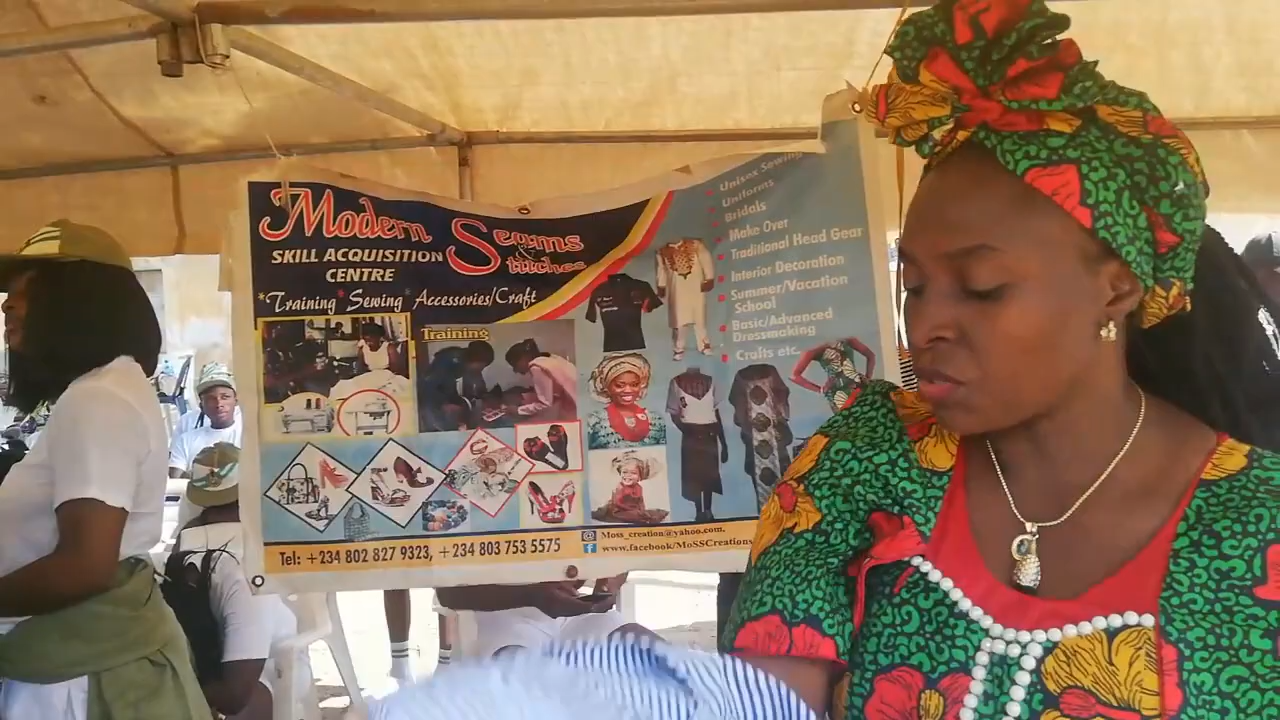 Modern Seams
& Stitches
SKILL ACQUISITION
CENTRE
*Training *Sewing *Accessories/Craft
Training
Unisex Sewing
Uniforms
Bridals
Make Over
Traditional Head Gear
Interior Decoration
Summer/Vacation
School
Basic/Advanced
Dressmaking
Crafts etc.
Tel: +234 802 827 9323, +234 803 753 5575
@ Moss_creation@yahoo.com.
f www.facebook/MoSSCreations